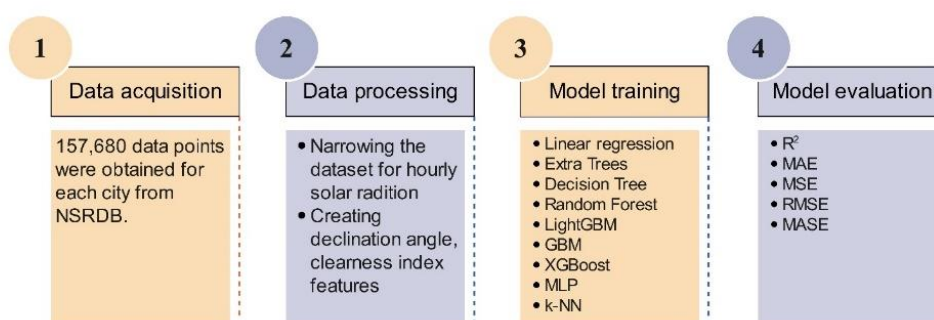 1
Data acquisition
157,680 data points
were obtained for
each city from
NSRDB.
2
Data processing
• Narrowing the
dataset for hourly
solar radition
• Creating
declination angle,
clearness index
features
3
Model training
• Linear regression
• Extra Trees
• Decision Tree
• Random Forest
• LightGBM
• GBM
• XGBoost
• MLP
• k-NN
4
Model evaluation
• R²
• MAE
• MSE
• RMSE
• MASE